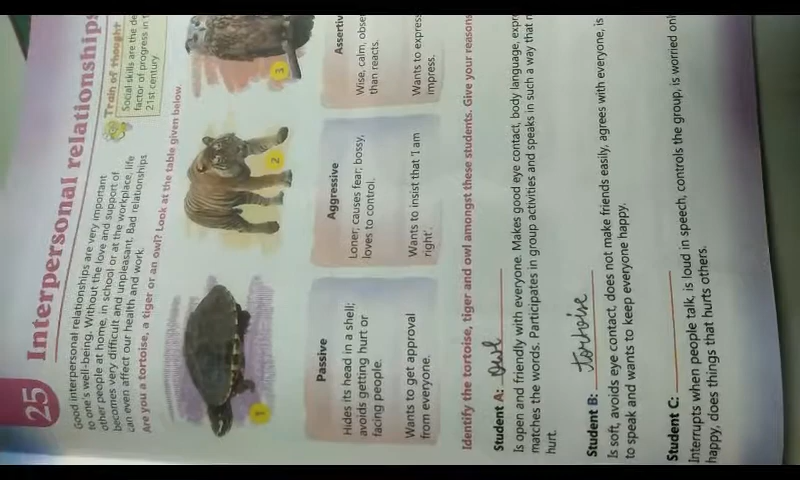 25
Interpersonal relationships
Good interpersonal relationships are very important
to one's well-being. Without the love and support of
other people at home, in school or at the workplace, life
becomes very difficult and unpleasant. Bad relationships
can even affect our health and work.
Train of thought
Social skills are the
factor of progress in
21st century.
Are you a tortoise, a tiger or an owl? Look at the table given below.
1
2
3
Passive
Hides its head in a shell;
avoids getting hurt or
facing people.
Wants to get approval
from everyone.
Aggressive
Loner; causes fear; bossy,
loves to control.
Wants to insist that 'I am
right'.
Assertiv
Wise, calm, obser
than reacts.
Wants to express
impress.
Identify the tortoise, tiger and owl amongst these students. Give your reasons
Student A: owl
Is open and friendly with everyone. Makes good eye contact, body language, expre
matches the words. Participates in group activities and speaks in such a way that
hurt.
Student B: tortoise
Is soft, avoids eye contact, does not make friends easily, agrees with everyone, is
to speak and wants to keep everyone happy.
Student C:
Interrupts when people talk, is loud in speech, controls the group, is worried onl
happy, does things that hurts others.